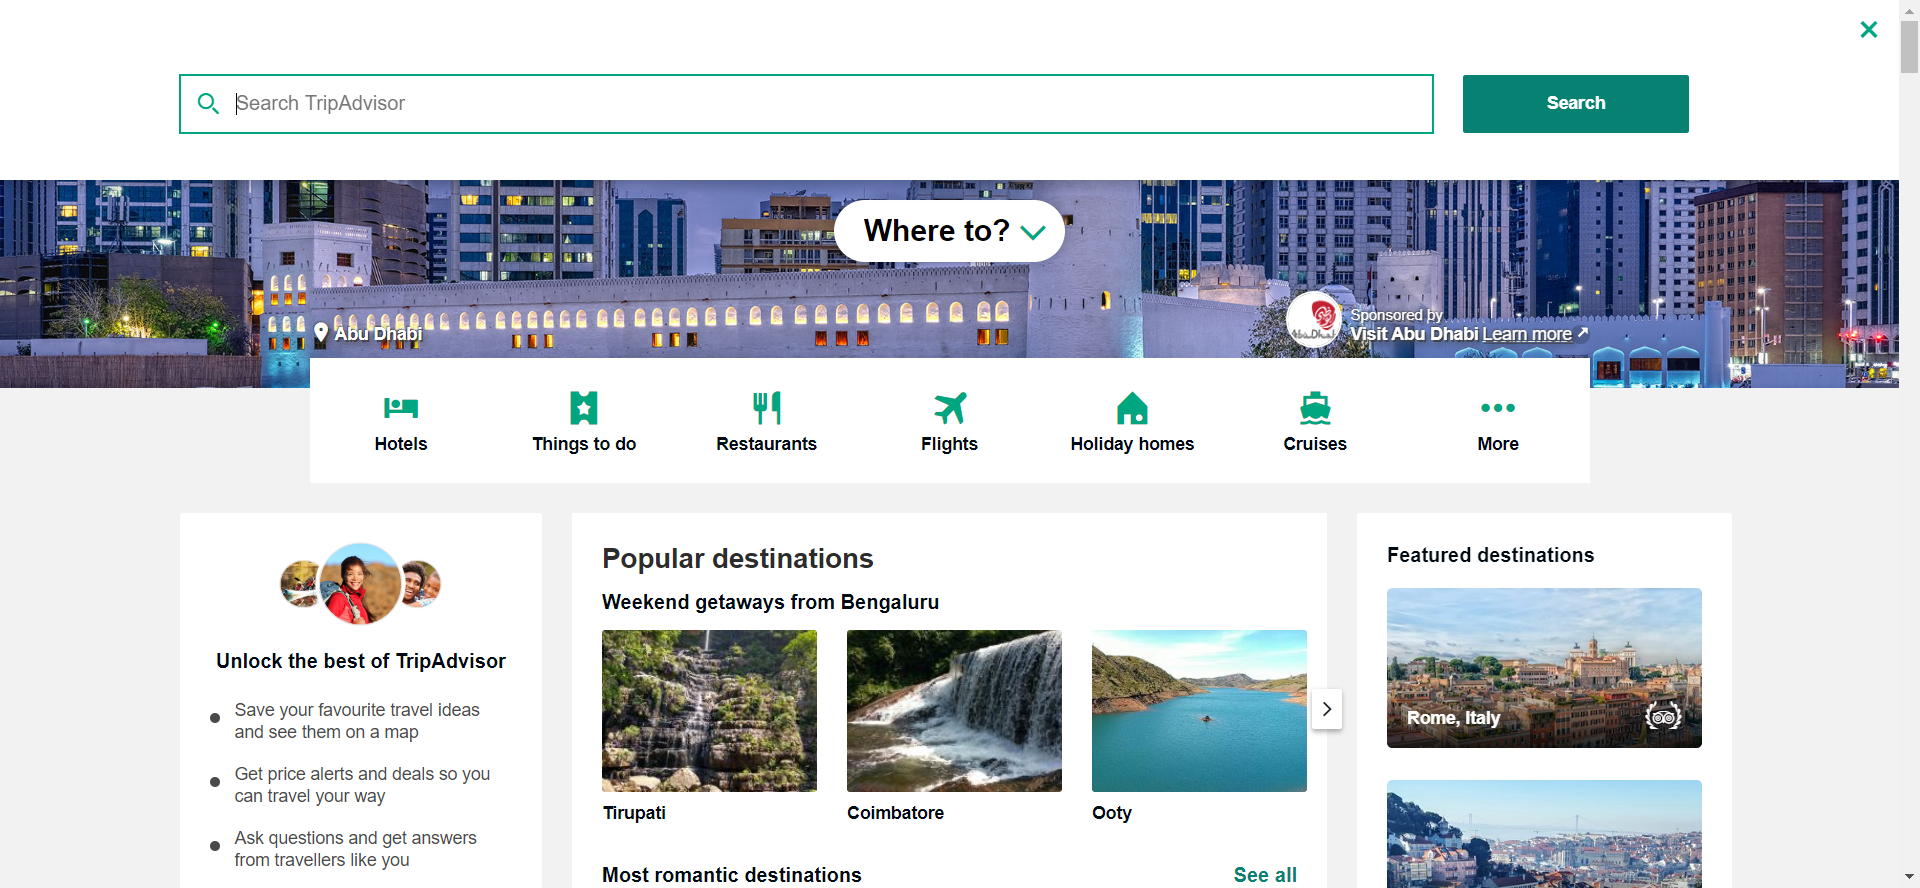 Search TripAdvisor
Search
Where to?
Abu Dhabi
Sponsored by
Visit Abu Dhabi Learn more
Hotels
Things to do
Restaurants
Flights
Holiday homes
Cruises
More
Unlock the best of TripAdvisor
Save your favourite travel ideas
and see them on a map
Get price alerts and deals so you
can travel your way
Ask questions and get answers
from travellers like you
Popular destinations
Weekend getaways from Bengaluru
Tirupati
Coimbatore
Ooty
Most romantic destinations
See all
Featured destinations
Rome, Italy